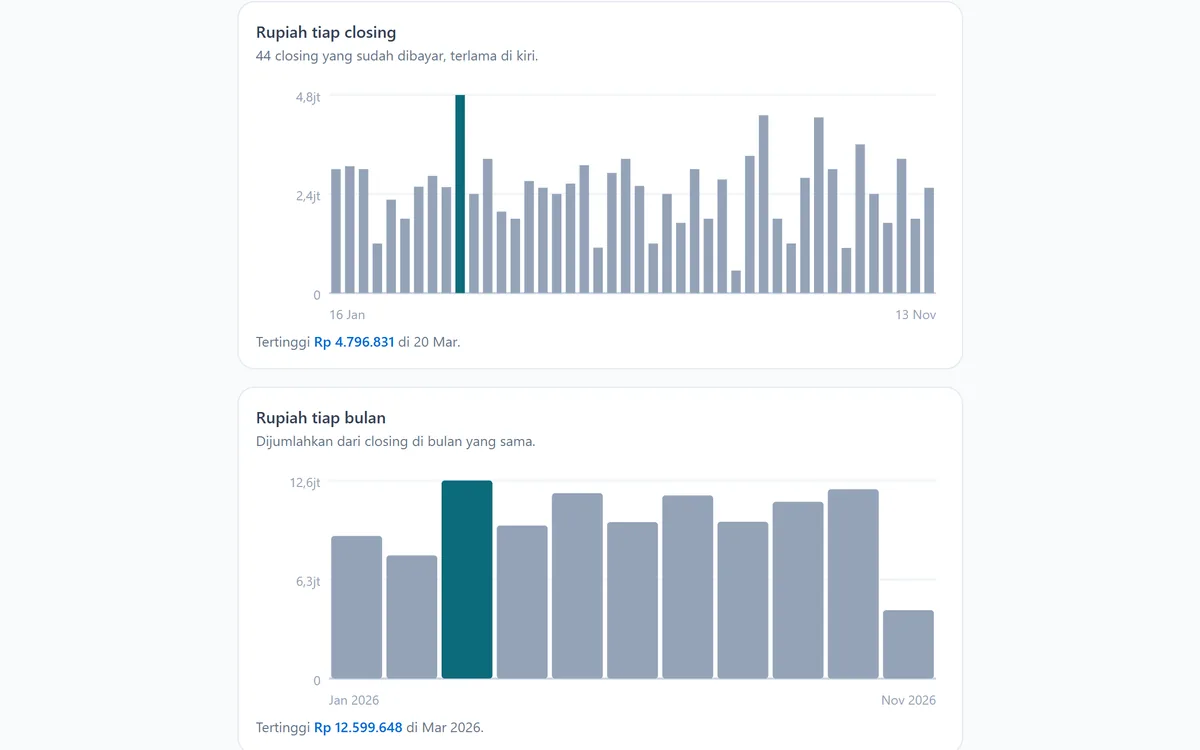 Rupiah tiap closing
44 closing yang sudah dibayar, terlama di kiri.
4,8jt
2,4jt
0
16 Jan
13 Nov
Tertinggi Rp 4.796.831 di 20 Mar.
Rupiah tiap bulan
Dijumlahkan dari closing di bulan yang sama.
12,6jt
6,3jt
0
Jan 2026
Nov 2026
Tertinggi Rp 12.599.648 di Mar 2026.